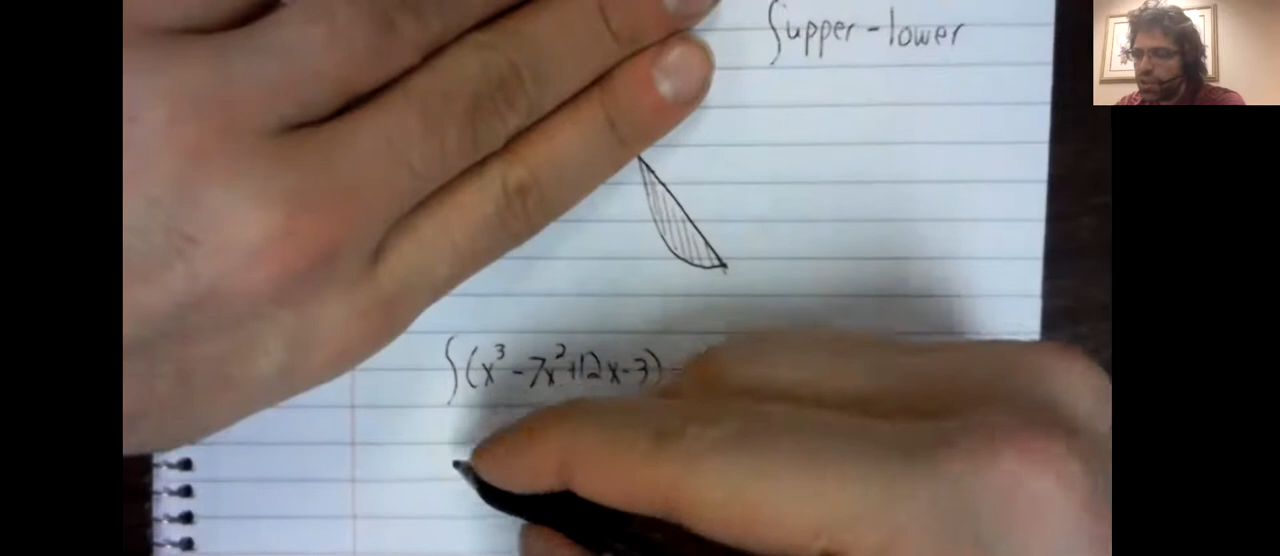 ∫upper - lower
∫(x³ - 7x² + 12x - 3) -